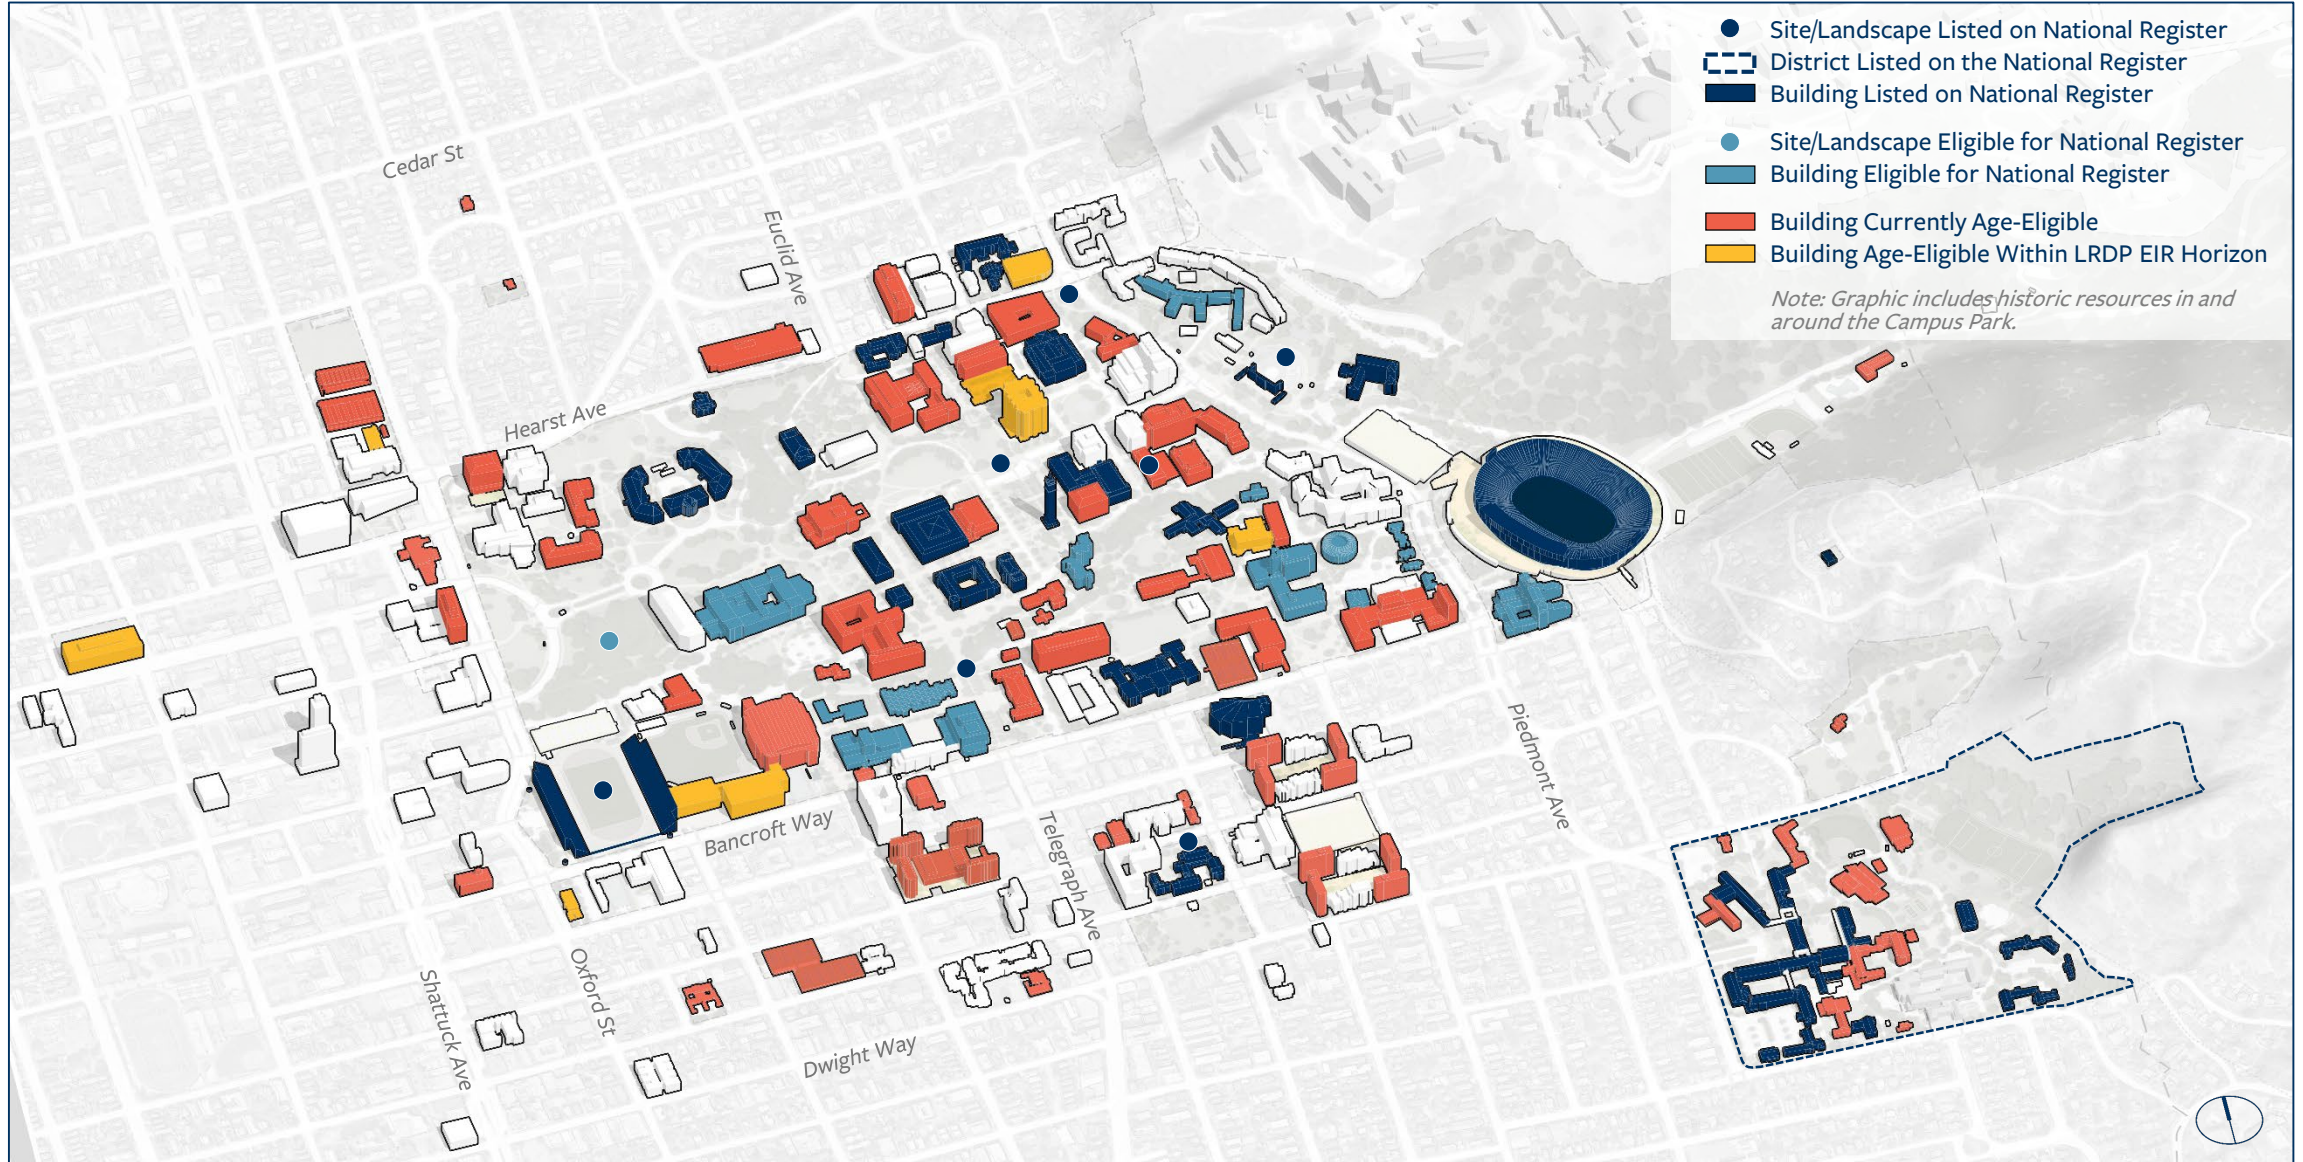 Site/Landscape Listed on National Register
District Listed on the National Register
Building Listed on National Register
Site/Landscape Eligible for National Register
Building Eligible for National Register
Building Currently Age-Eligible
Building Age-Eligible Within LRDP EIR Horizon
Note: Graphic includes historic resources in and
around the Campus Park.
Cedar St
Euclid Ave
Hearst Ave
Piedmont Ave
Bancroft Way
Telegraph Ave
Oxford St
Shattuck Ave
Dwight Way